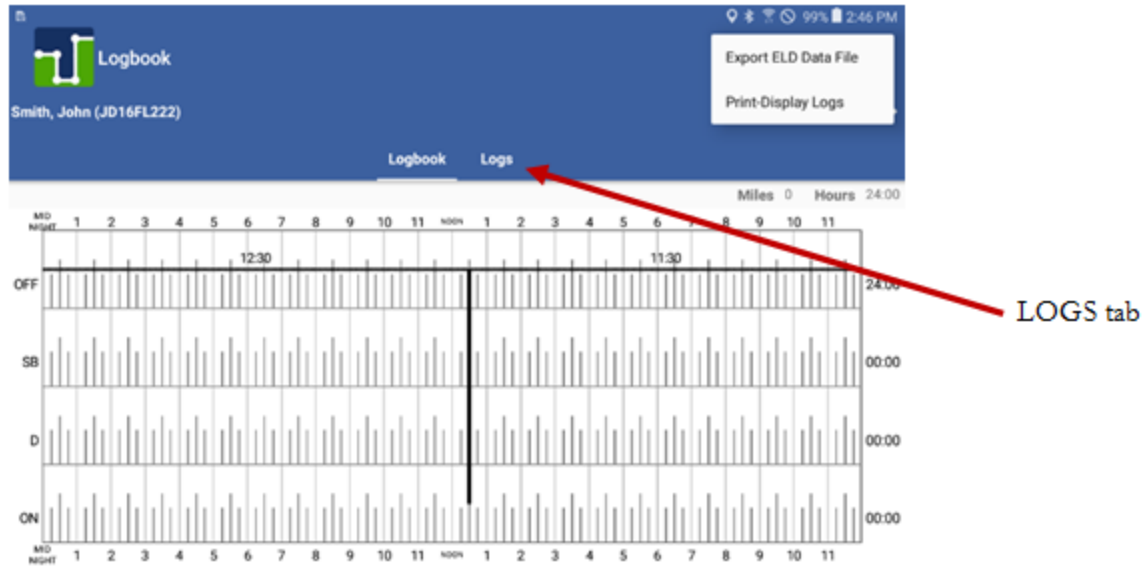 99% 2:46 PM
Logbook
Export ELD Data File
Print-Display Logs
Smith, John (JD16FL222)
Logbook Logs
Miles 0 Hours 24:00
MID NIGHT 1 2 3 4 5 6 7 8 9 10 11 NOON 1 2 3 4 5 6 7 8 9 10 11
12:30 11:30
OFF 24:00
LOGS tab
SB 00:00
D 00:00
ON 00:00
MID NIGHT 1 2 3 4 5 6 7 8 9 10 11 NOON 1 2 3 4 5 6 7 8 9 10 11